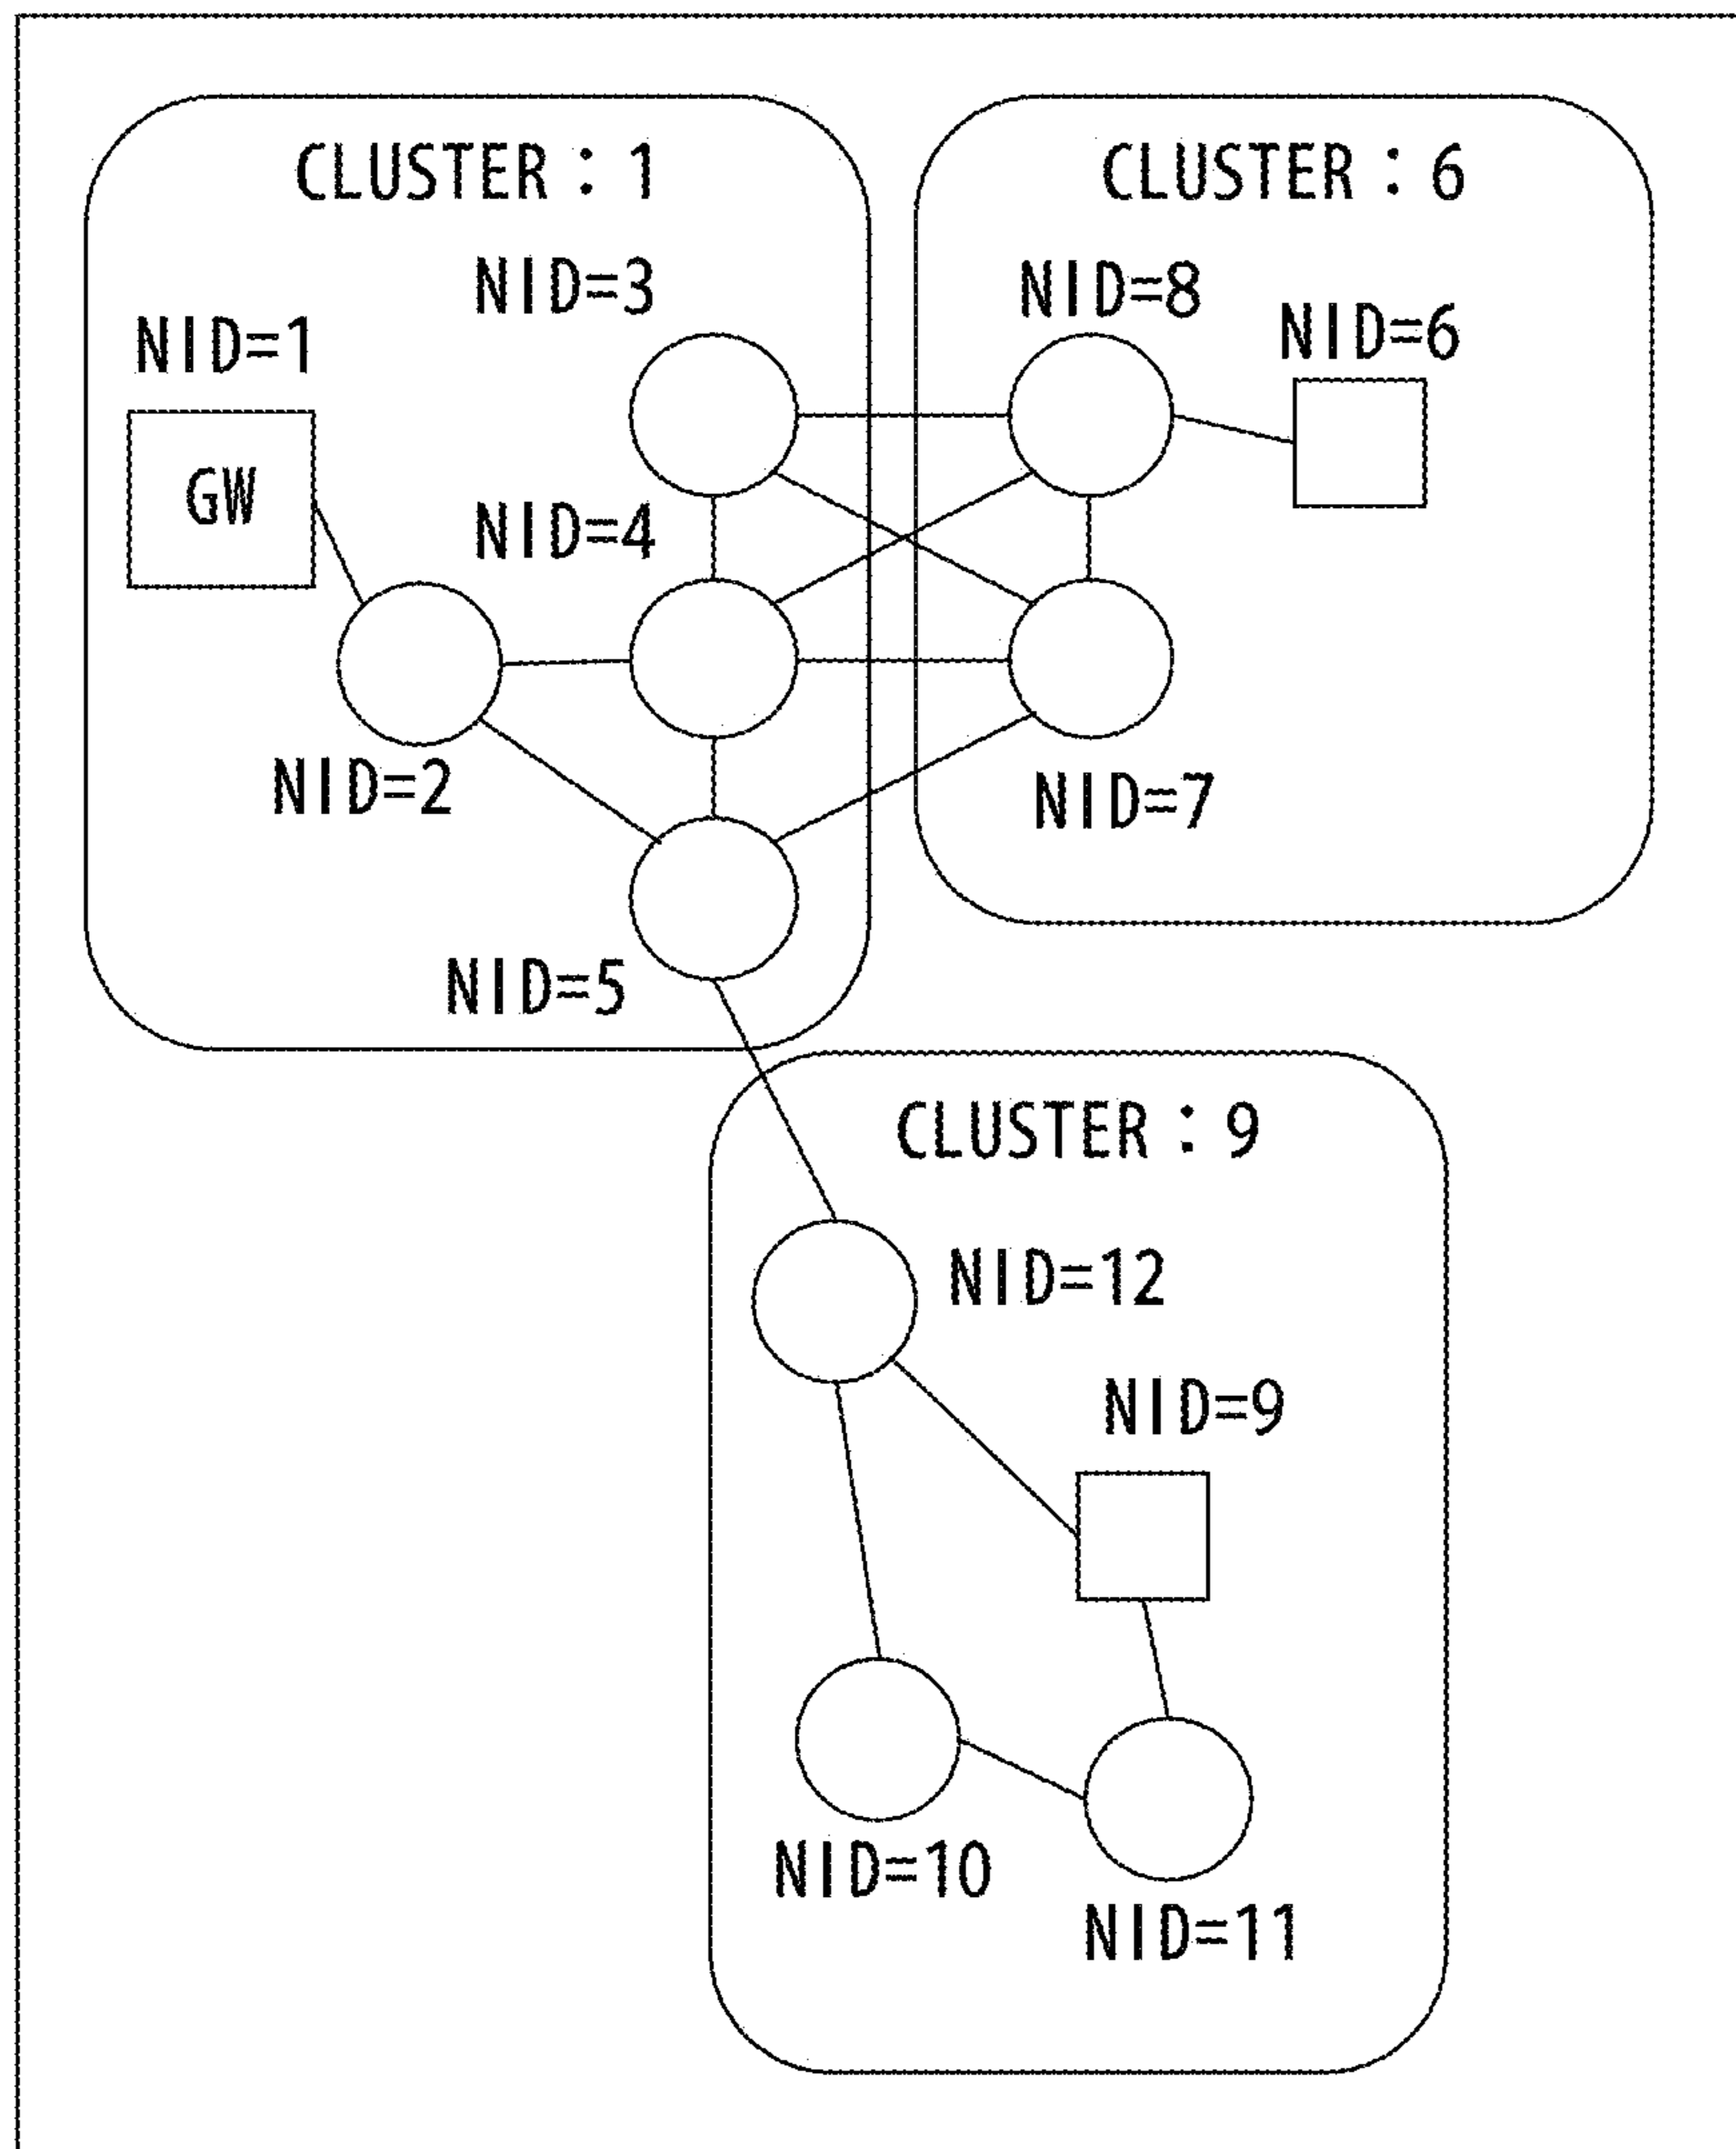 CLUSTER : 1
NID=3
NID=1
GW
NID=4
NID=2
NID=5
CLUSTER : 6
NID=8
NID=6
NID=7
CLUSTER : 9
NID=12
NID=9
NID=10
NID=11